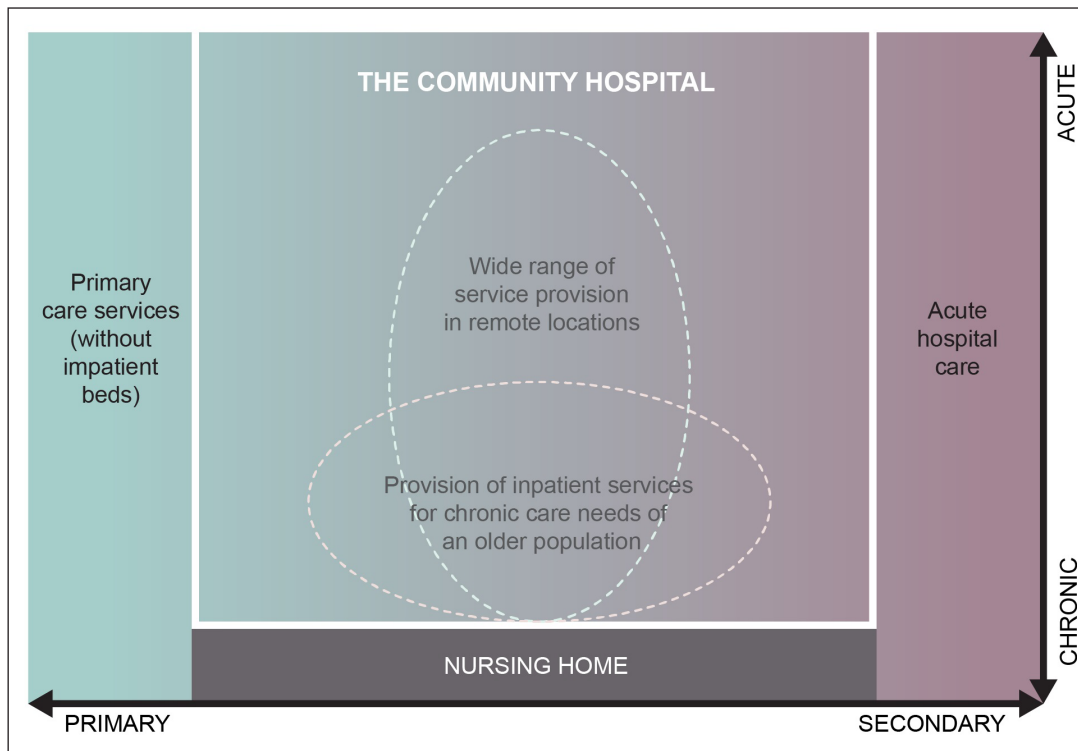 THE COMMUNITY HOSPITAL
ACUTE
Wide range of
service provision
in remote locations
Primary
care services
(without
impatient
beds)
Acute
hospital
care
Provision of inpatient services
for chronic care needs of
an older population
CHRONIC
NURSING HOME
PRIMARY
SECONDARY